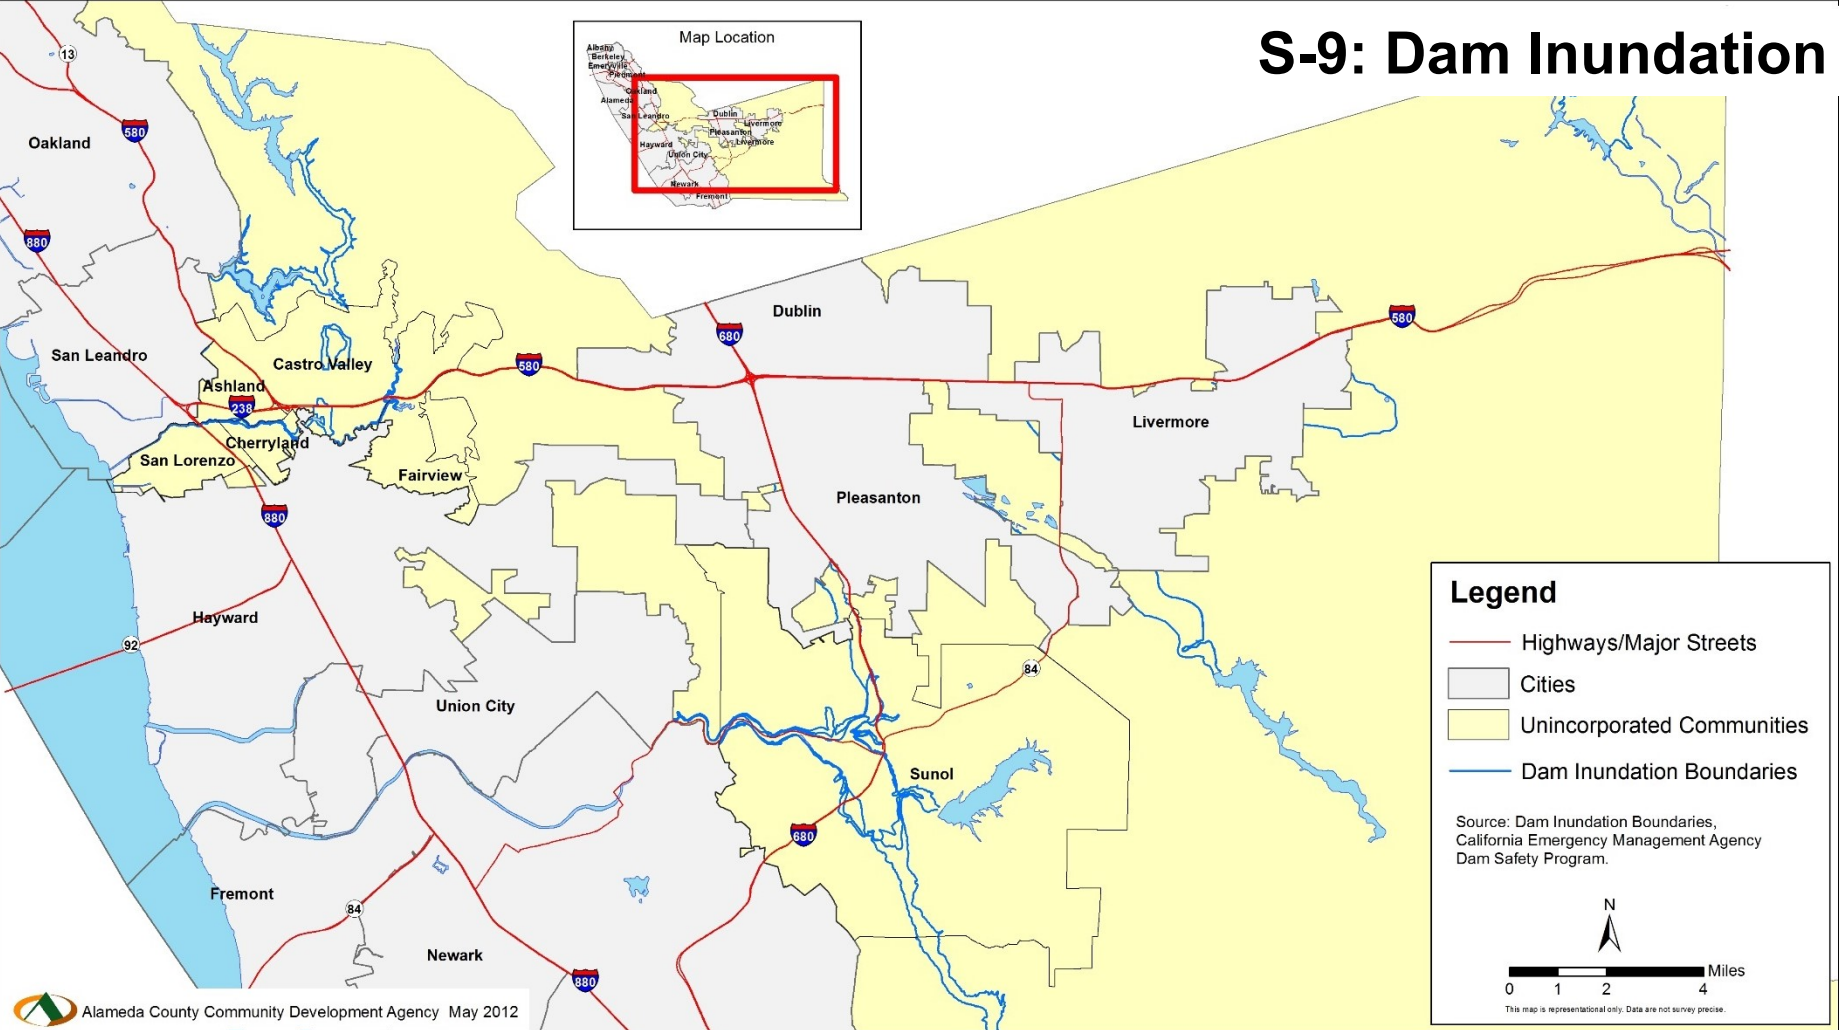 S-9: Dam Inundation
Map Location
Albany
Berkeley
Emeryville
Piedmont
Oakland
Alameda
San Leandro
Dublin
Livermore
Pleasanton
Livermore
Hayward
Union City
Newark
Fremont
13
580
Oakland
880
San Leandro
Castro Valley
Ashland
238
Cherryland
San Lorenzo
Fairview
580
680
Dublin
580
Livermore
Pleasanton
880
Hayward
92
Union City
84
Sunol
680
Fremont
84
Newark
880
Legend
Highways/Major Streets
Cities
Unincorporated Communities
Dam Inundation Boundaries
Source: Dam Inundation Boundaries,
California Emergency Management Agency
Dam Safety Program.
N
Miles
0 1 2 4
This map is representational only. Data are not survey precise.
Alameda County Community Development Agency May 2012